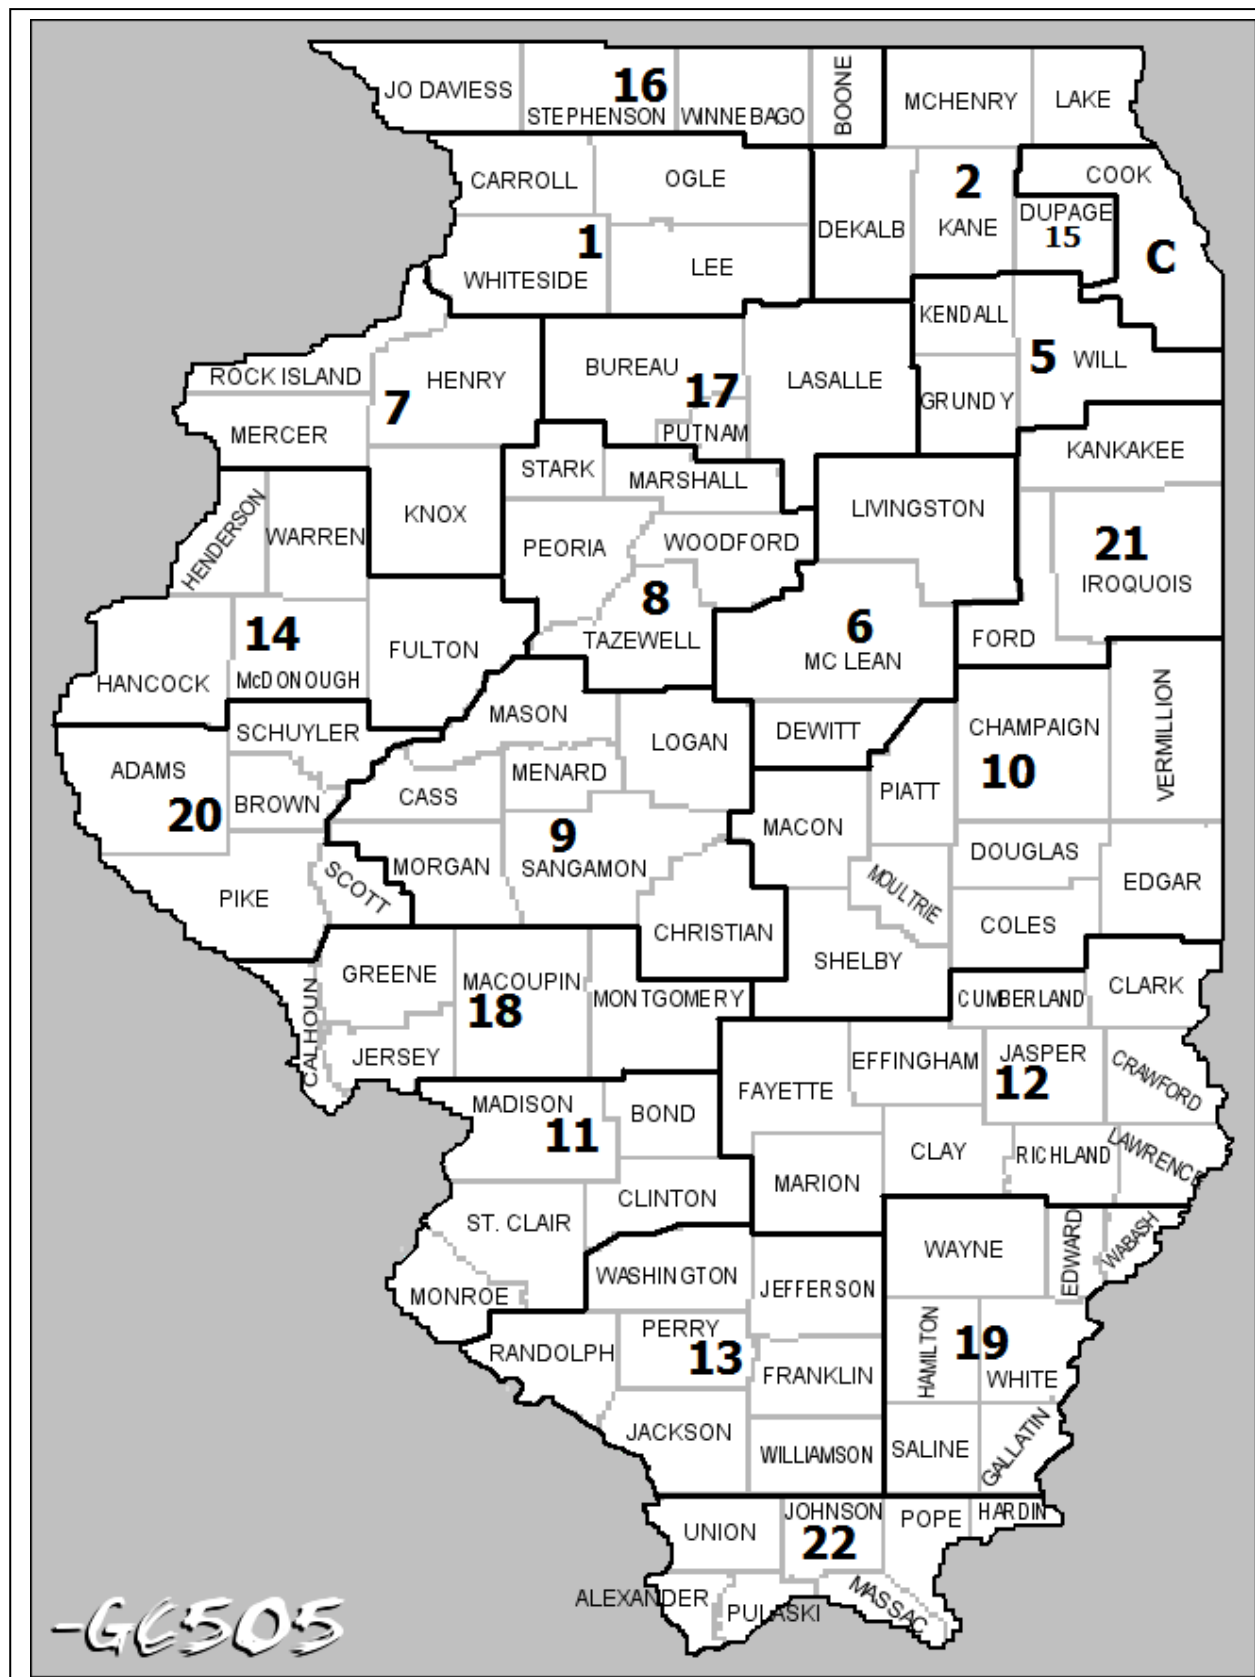 JO DAVIESS
16
STEPHENSON
WINNEBAGO
BOONE
MCHENRY
LAKE
CARROLL
OGLE
2
COOK
DEKALB
KANE
DUPAGE
15
1
WHITESIDE
LEE
C
KENDALL
5
WILL
ROCK ISLAND
HENRY
BUREAU
17
LASALLE
7
MERCER
PUTNAM
GRUNDY
KANKAKEE
STARK
MARSHALL
LIVINGSTON
HENDERSON
WARREN
KNOX
PEORIA
WOODFORD
21
IROQUOIS
8
TAZEWELL
6
MC LEAN
FORD
14
FULTON
HANCOCK
McDONOUGH
MASON
LOGAN
DEWITT
CHAMPAIGN
VERMILLION
SCHUYLER
ADAMS
MENARD
10
BROWN
CASS
PIATT
20
9
MACON
MORGAN
SANGAMON
DOUGLAS
PIKE
SCOTT
MOULTRIE
EDGAR
CHRISTIAN
COLES
SHELBY
GREENE
MACOUPIN
MONTGOMERY
CUMBERLAND
CLARK
CALHOUN
18
JERSEY
EFFINGHAM
JASPER
12
CRAWFORD
FAYETTE
MADISON
BOND
11
CLAY
RICHLAND
LAWRENCE
CLINTON
MARION
ST. CLAIR
WAYNE
EDWARD
WABASH
WASHINGTON
JEFFERSON
MONROE
PERRY
RANDOLPH
13
HAMILTON
19
FRANKLIN
WHITE
JACKSON
WILLIAMSON
SALINE
GALLATIN
UNION
JOHNSON
22
POPE
HARDIN
ALEXANDER
PULASKI
MASSAC
-GC505